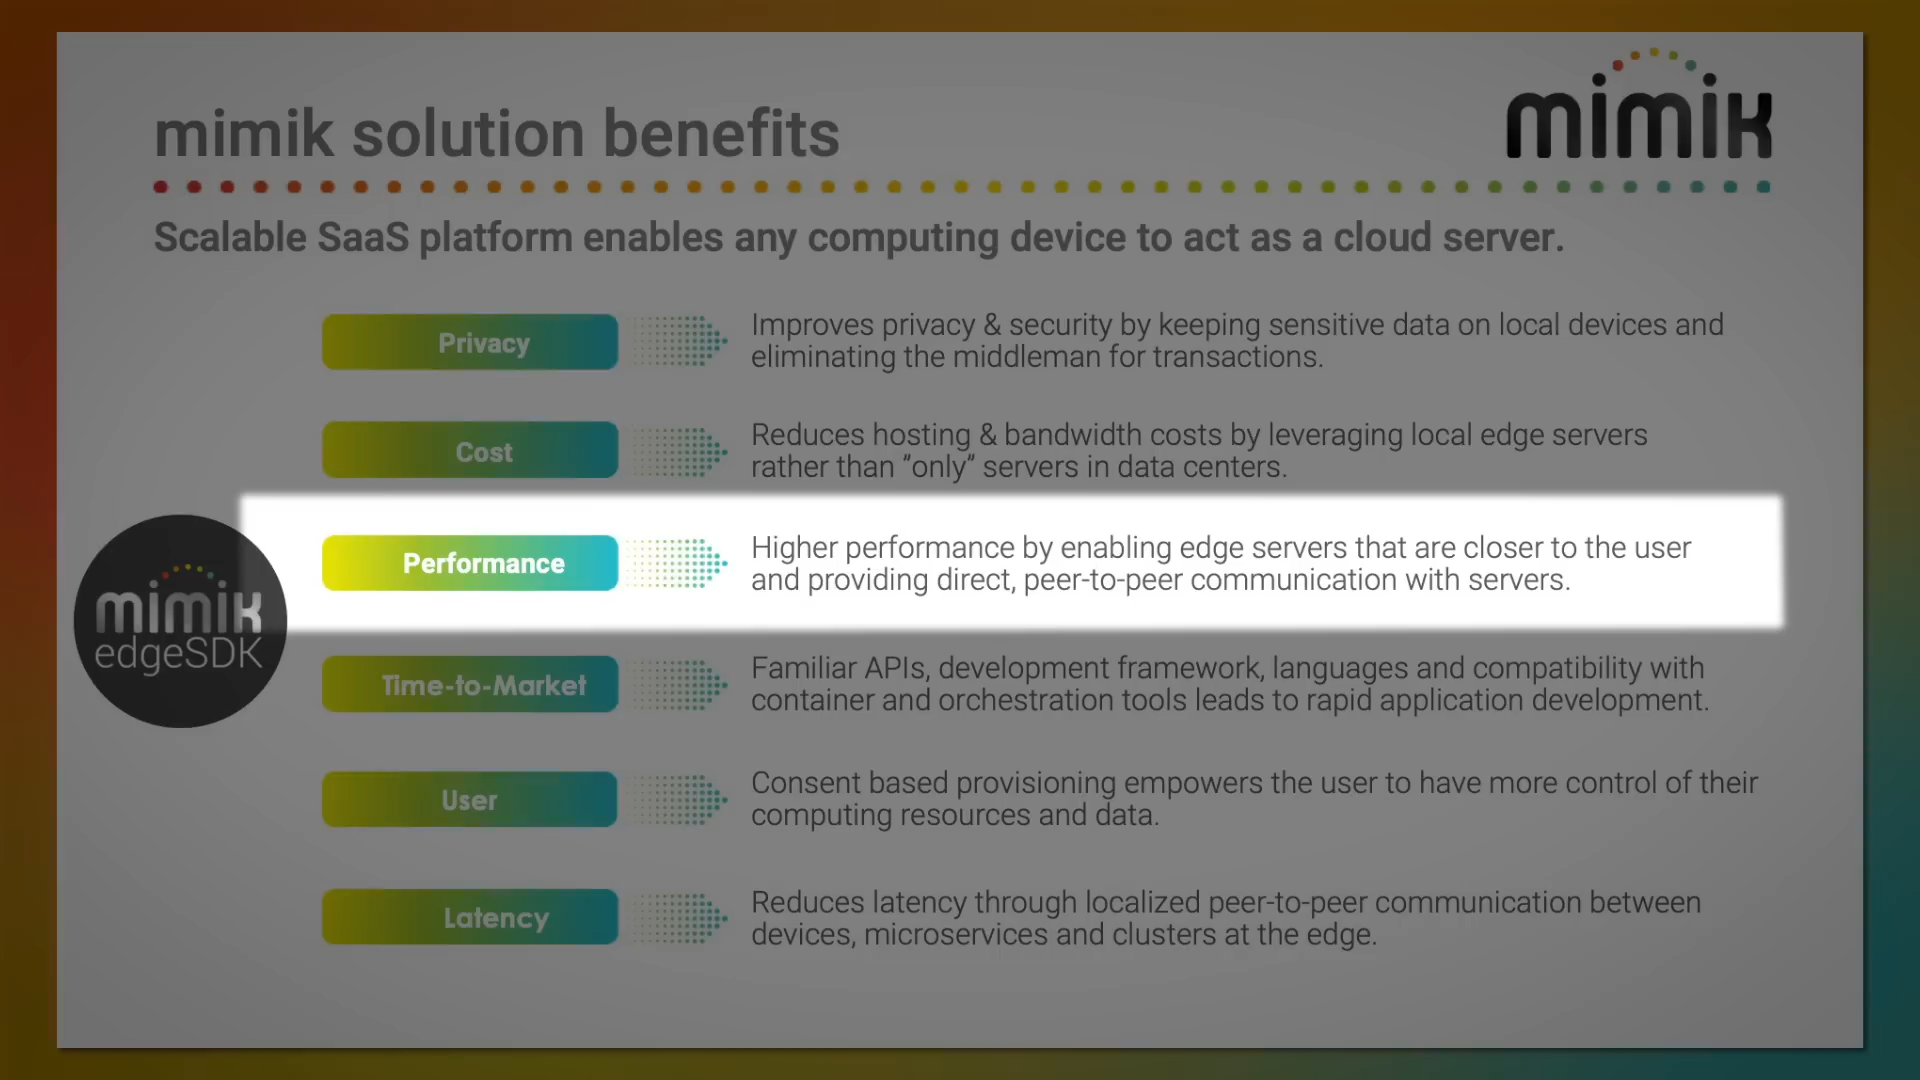 mimik solution benefits
mimik
Scalable SaaS platform enables any computing device to act as a cloud server.
Privacy
Improves privacy & security by keeping sensitive data on local devices and
eliminating the middleman for transactions.
Cost
Reduces hosting & bandwidth costs by leveraging local edge servers
rather than "only" servers in data centers.
mimik
edgeSDK
Performance
Higher performance by enabling edge servers that are closer to the user
and providing direct, peer-to-peer communication with servers.
Time-to-Market
Familiar APIs, development framework, languages and compatibility with
container and orchestration tools leads to rapid application development.
User
Consent based provisioning empowers the user to have more control of their
computing resources and data.
Latency
Reduces latency through localized peer-to-peer communication between
devices, microservices and clusters at the edge.